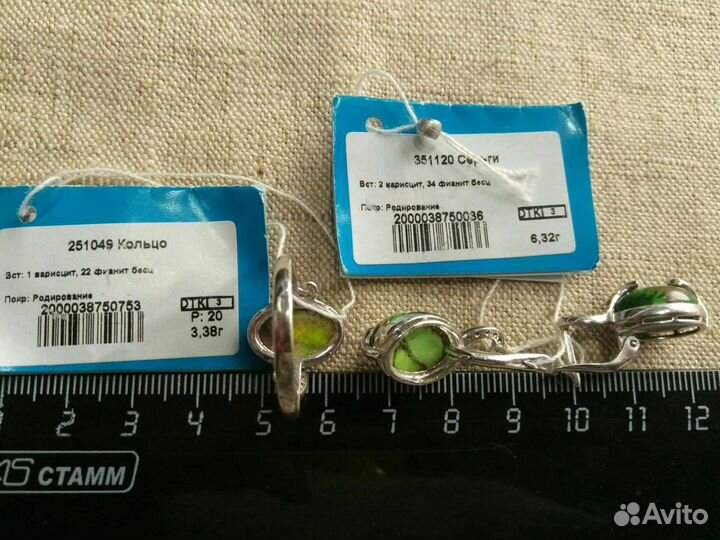 351120 Серьги
Вст: 2 варисцит, 34 фианит бесц
Покр: Родирование
2000038750036
DTKL 3
6,32г
251049 Кольцо
Вст: 1 варисцит, 22 фианит бесц
Покр: Родирование
2000038750753
DTKL 3
Р: 20
3,38г
1 2 3 4 5 6 7 8 9 10 11 12
СТАММ
Avito